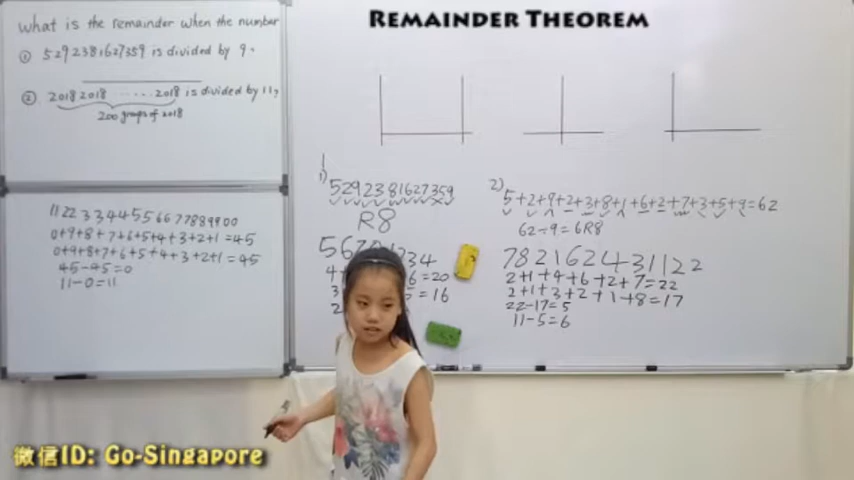 REMAINDER THEOREM
What is the remainder when the number
① 5292381627359 is divided by 9.
② 2018 2018 ...... 2018 is divided by 11?
200 groups of 2018
11223344556677889900
0+9+8+7+6+5+4+3+2+1=45
0+9+8+7+6+5+4+3+2+1=45
45-45=0
11-0=11
1)
5292381627359
R8
2)
5+2+9+2+3+8+1+6+2+7+3+5+9=62
62÷9=6R8
234
6=20
=16
782162431122
2+1+4+6+2+7=22
2+1+3+2+1+8=17
22-17=5
11-5=6
微信ID: Go-Singapore